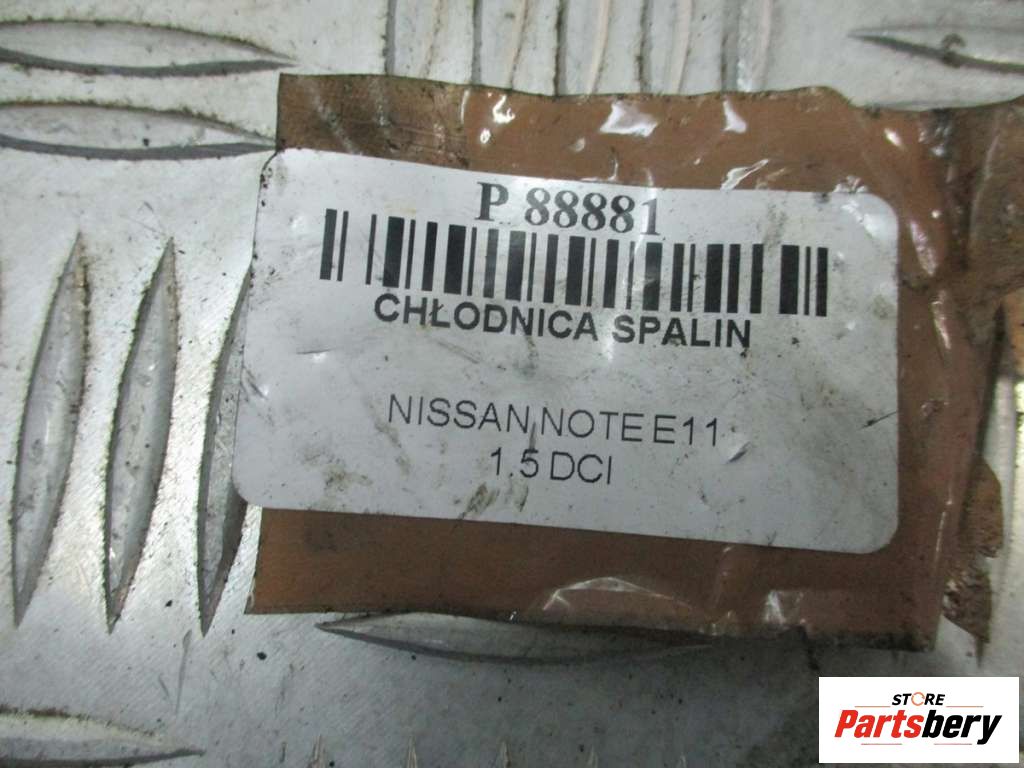 P 88881
CHŁODNICA SPALIN
NISSAN NOTE E11
1.5 DCI
STORE
Partsbery